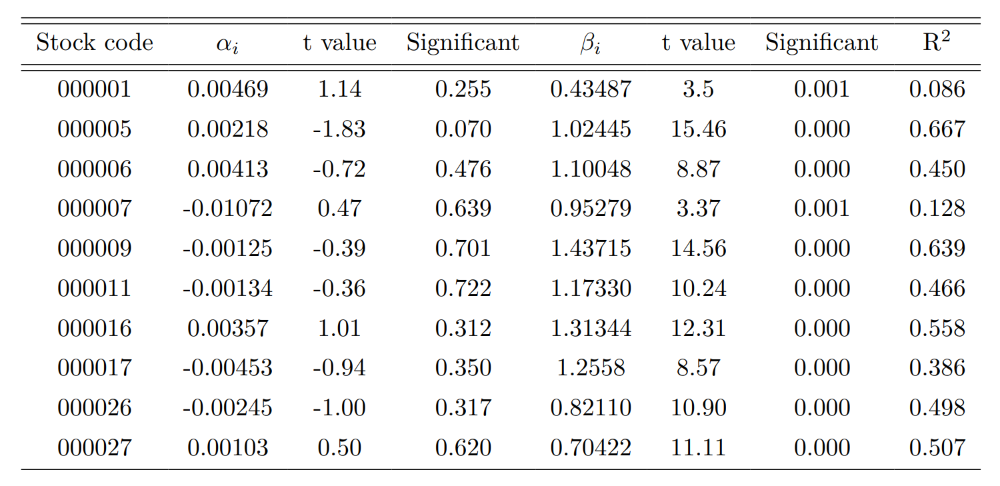 Stock code αᵢ t value Significant βᵢ t value Significant R²
000001 0.00469 1.14 0.255 0.43487 3.5 0.001 0.086
000005 0.00218 -1.83 0.070 1.02445 15.46 0.000 0.667
000006 0.00413 -0.72 0.476 1.10048 8.87 0.000 0.450
000007 -0.01072 0.47 0.639 0.95279 3.37 0.001 0.128
000009 -0.00125 -0.39 0.701 1.43715 14.56 0.000 0.639
000011 -0.00134 -0.36 0.722 1.17330 10.24 0.000 0.466
000016 0.00357 1.01 0.312 1.31344 12.31 0.000 0.558
000017 -0.00453 -0.94 0.350 1.2558 8.57 0.000 0.386
000026 -0.00245 -1.00 0.317 0.82110 10.90 0.000 0.498
000027 0.00103 0.50 0.620 0.70422 11.11 0.000 0.507